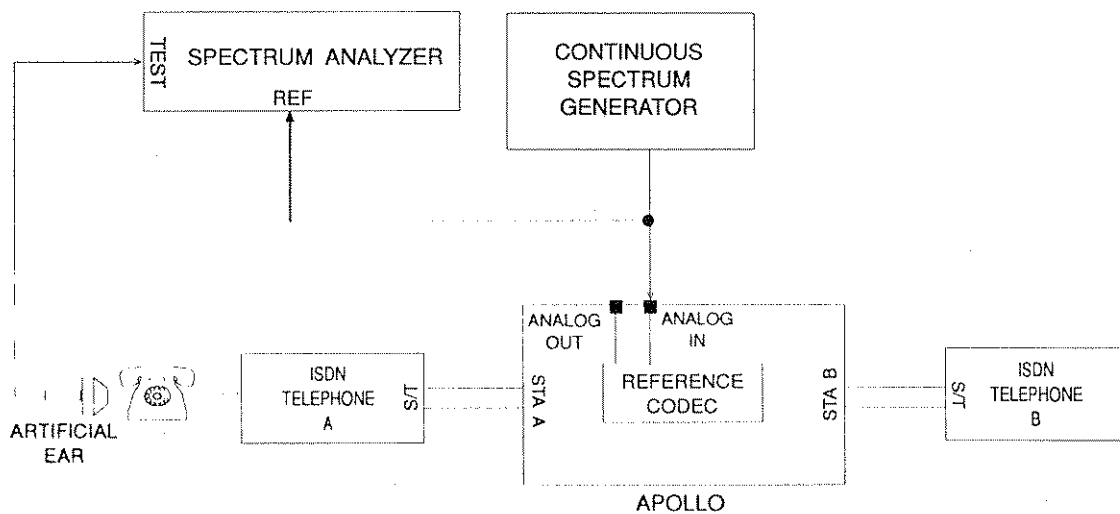 TEST
SPECTRUM ANALYZER
REF
CONTINUOUS
SPECTRUM
GENERATOR
ANALOG
OUT
ANALOG
IN
REFERENCE
CODEC
STA A
STA B
ISDN
TELEPHONE
A
S/S
ISDN
TELEPHONE
B
S/T
ARTIFICIAL
EAR
APOLLO